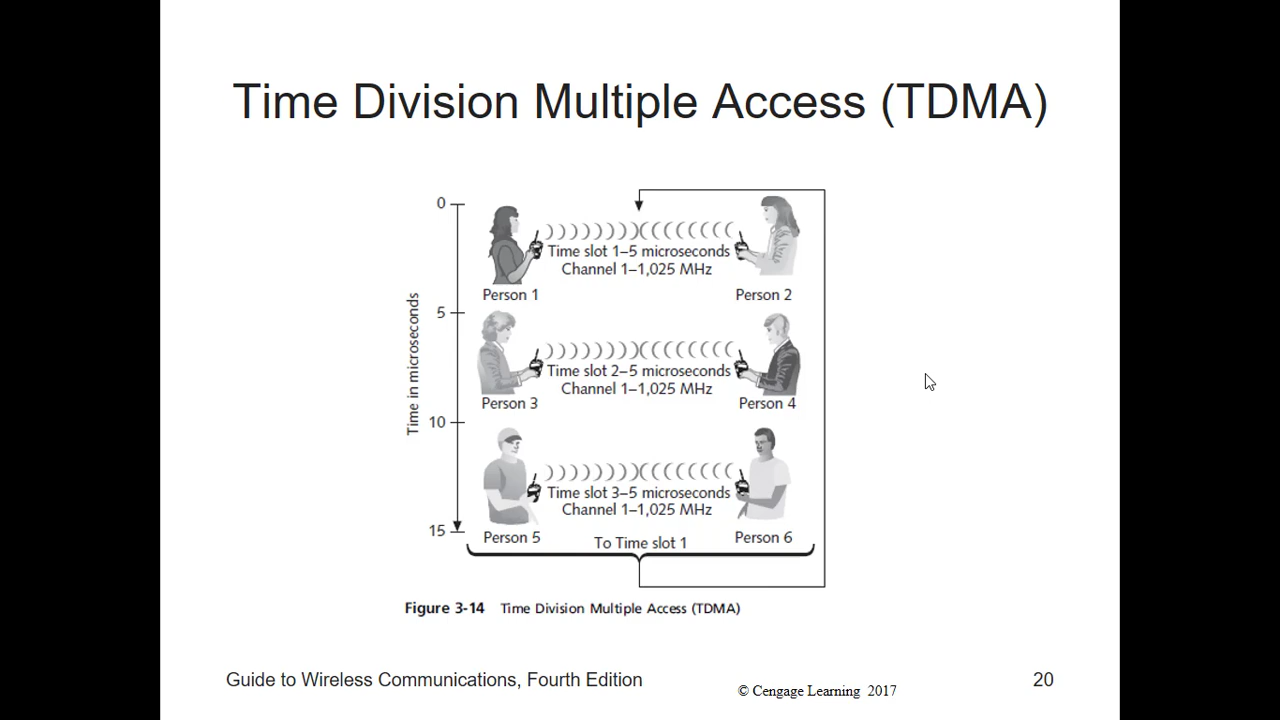 Time Division Multiple Access (TDMA)
0
Time slot 1–5 microseconds
Channel 1–1,025 MHz
Person 1
Person 2
5
Time in microseconds
Time slot 2–5 microseconds
Channel 1–1,025 MHz
Person 3
Person 4
10
Time slot 3–5 microseconds
Channel 1–1,025 MHz
15
Person 5
To Time slot 1
Person 6
Figure 3-14 Time Division Multiple Access (TDMA)
Guide to Wireless Communications, Fourth Edition
© Cengage Learning 2017
20